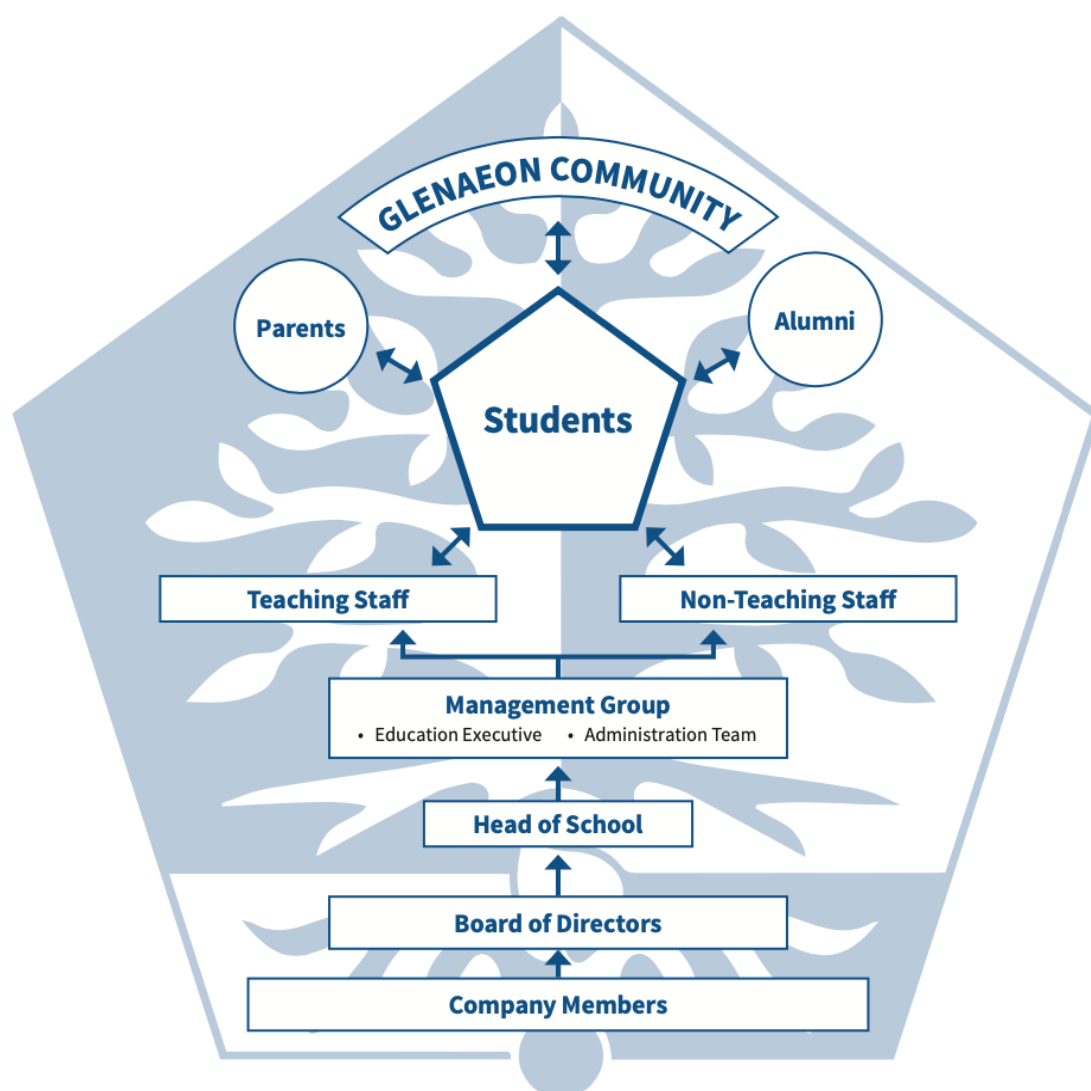 GLENAEON COMMUNITY
Parents
Alumni
Students
Teaching Staff
Non-Teaching Staff
Management Group
• Education Executive • Administration Team
Head of School
Board of Directors
Company Members